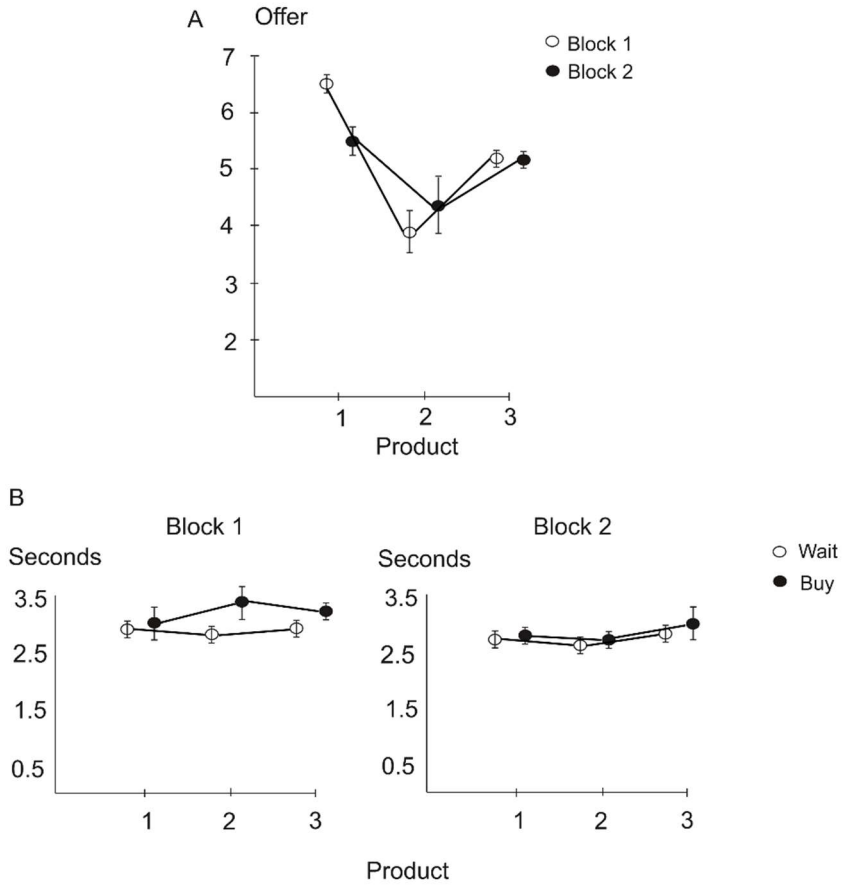 A
Offer
Block 1
Block 2
7
6
5
4
3
2
1 2 3
Product
B
Block 1
Block 2
Seconds
Seconds
Wait
Buy
3.5
2.5
1.5
0.5
1 2 3
3.5
2.5
1.5
0.5
1 2 3
Product